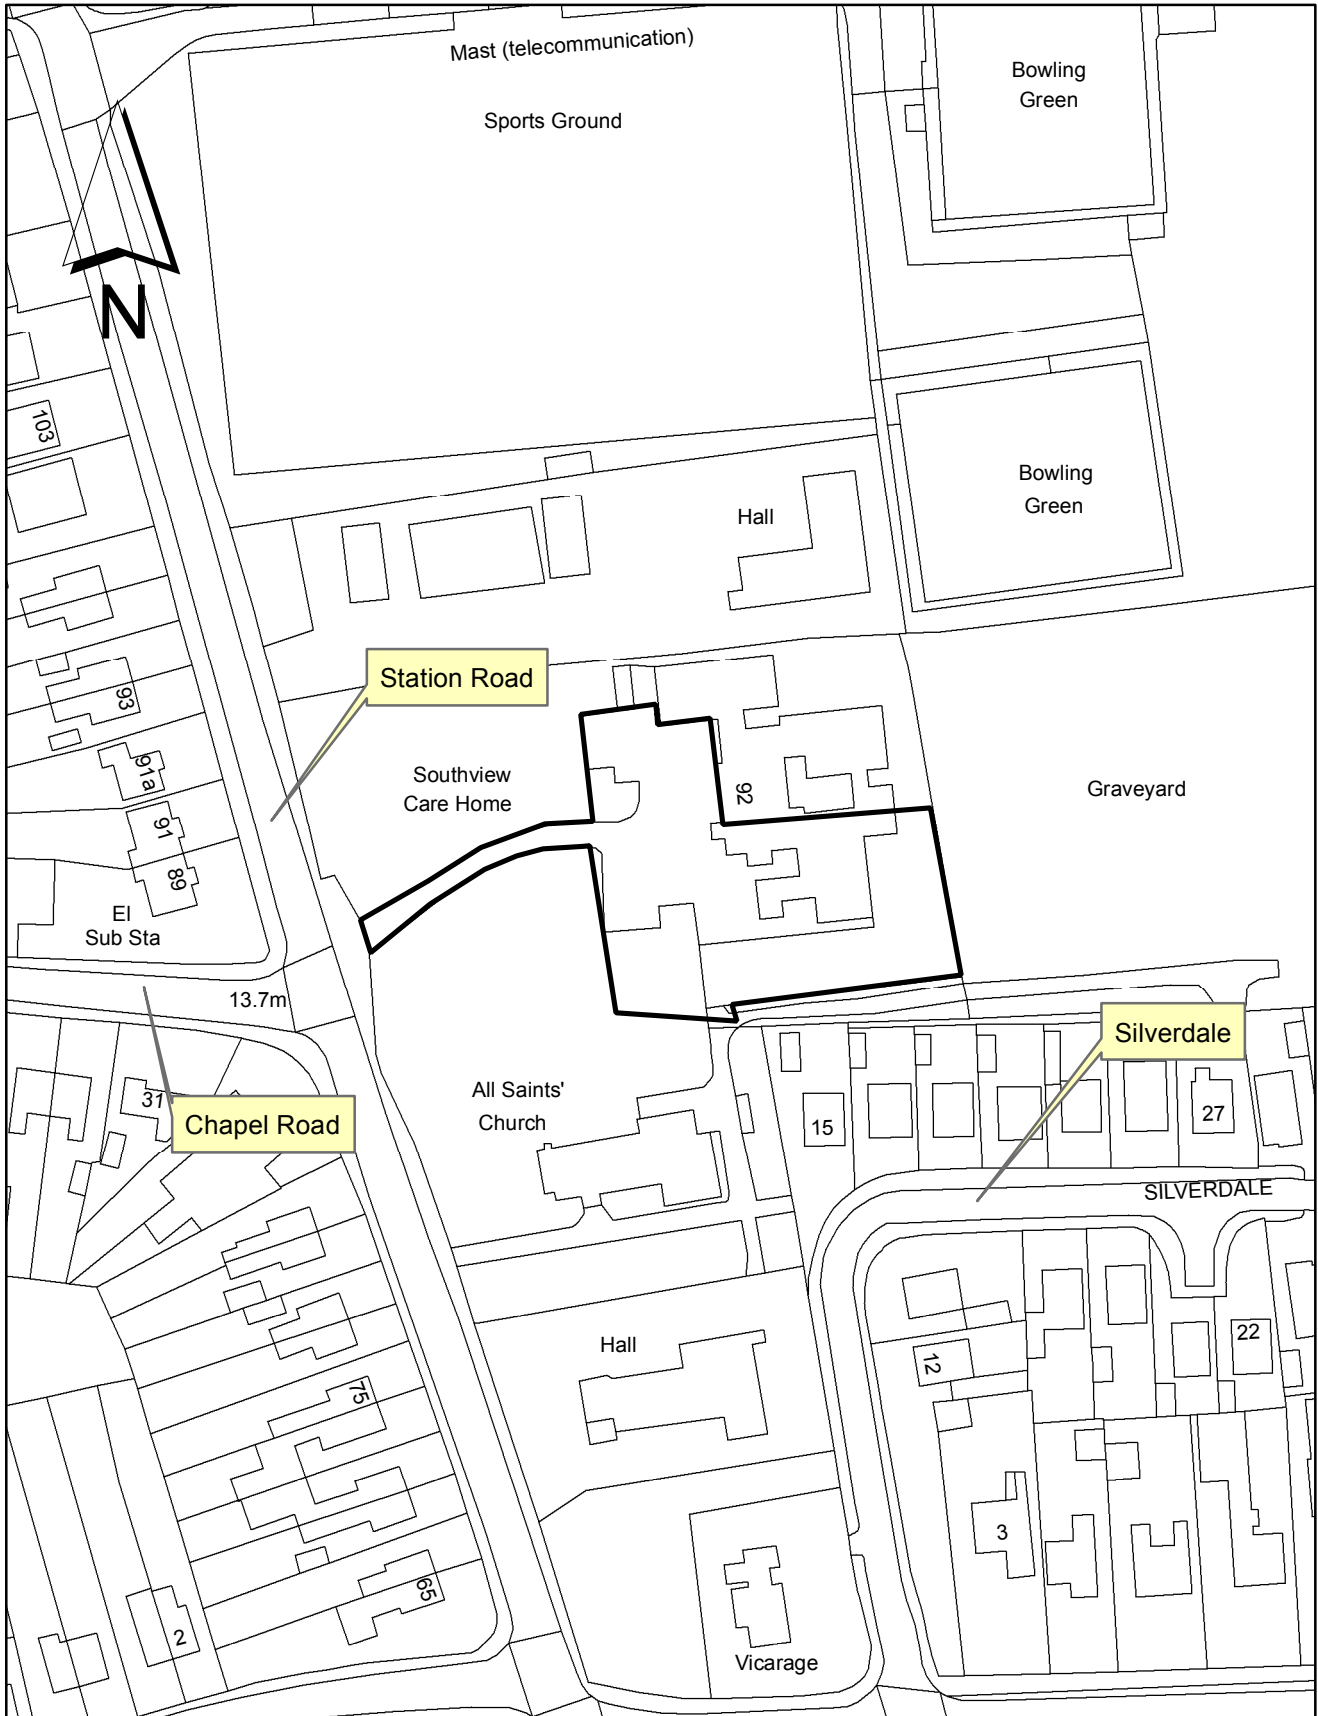 Mast (telecommunication)
Sports Ground
Bowling
Green
N
103
Bowling
Green
Hall
Station Road
93
91a
Southview
Care Home
92
Graveyard
91
89
El
Sub Sta
13.7m
Silverdale
All Saints'
Church
31
Chapel Road
15
27
SILVERDALE
Hall
22
12
75
3
65
2
Vicarage